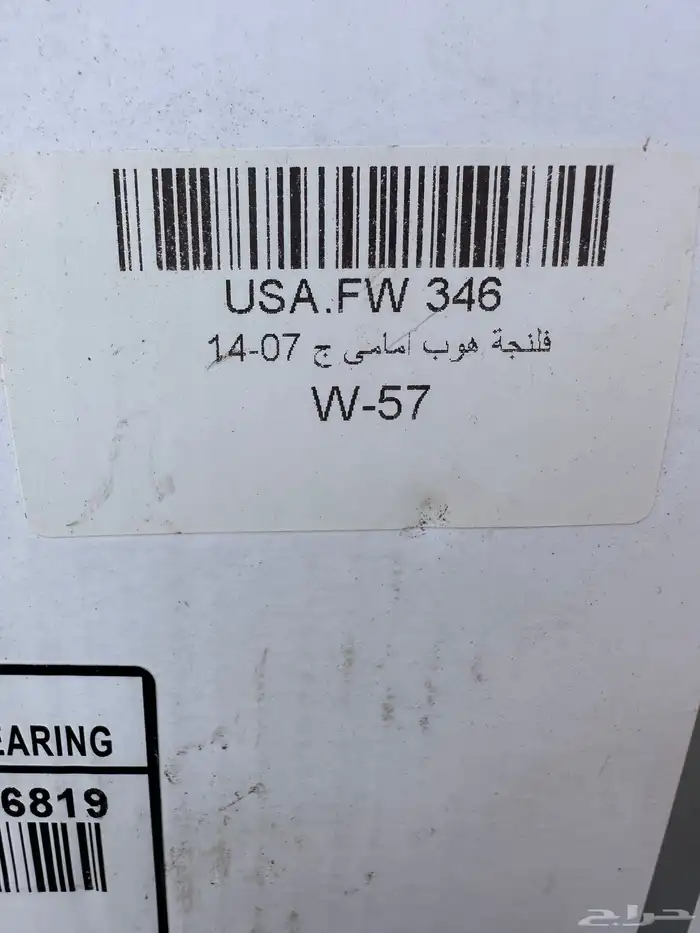 USA.FW 346
فلنجة هوب امامي ج 07-14
W-57
EARING
6819
حراج